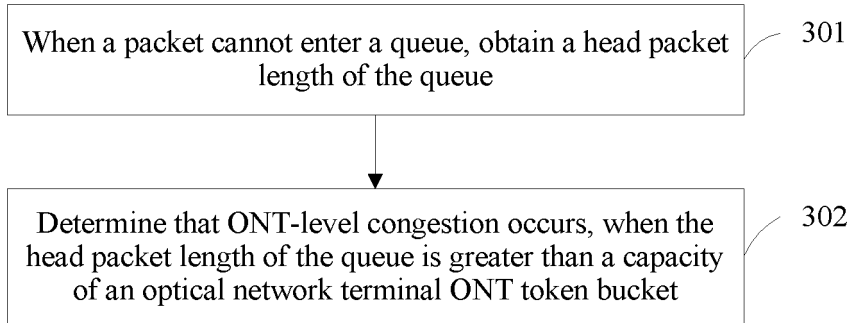 When a packet cannot enter a queue, obtain a head packet
length of the queue
301
Determine that ONT-level congestion occurs, when the
head packet length of the queue is greater than a capacity
of an optical network terminal ONT token bucket
302